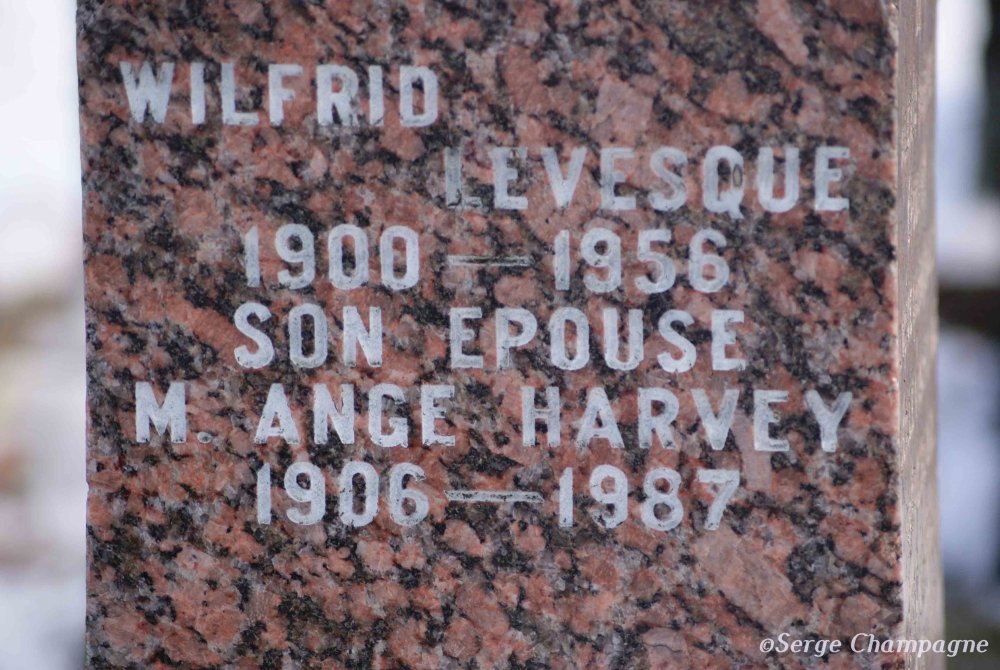 WILFRID
LEVESQUE
1900 — 1956
SON EPOUSE
M. ANGE HARVEY
1906 — 1987
©Serge Champagne